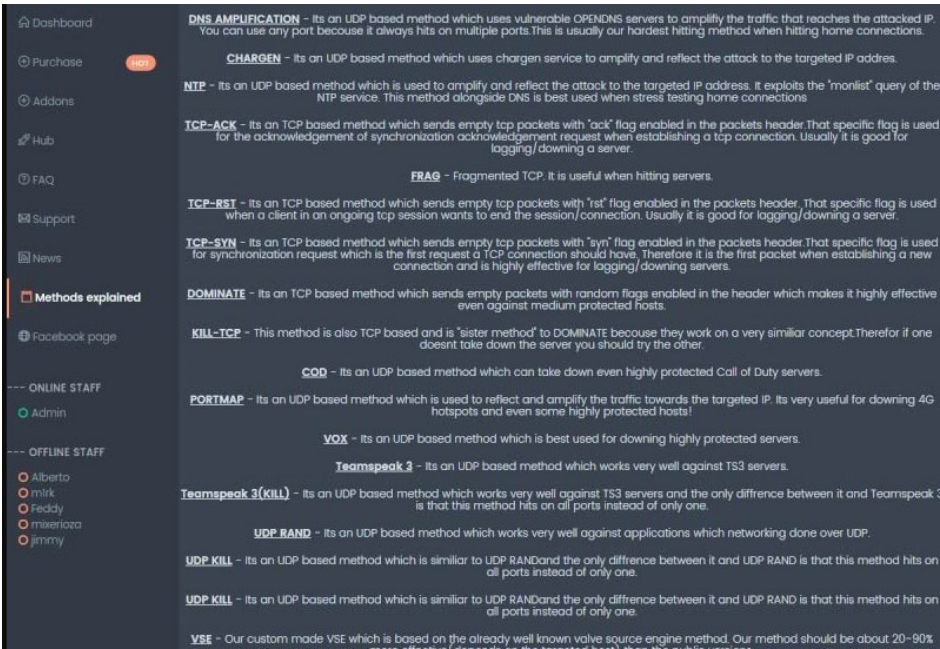 Dashboard
Purchase
HOT
Addons
Hub
FAQ
Support
News
Methods explained
Facebook page
--- ONLINE STAFF
Admin
--- OFFLINE STAFF
Alberto
m1rk
Feddy
mixerioza
jimmy
DNS AMPLIFICATION - Its an UDP based method which uses vulnerable OPENDNS servers to amplifiy the traffic that reaches the attacked IP.
You can use any port becouse it always hits on multiple ports.This is usually our hardest hitting method when hitting home connections.
CHARGEN - Its an UDP based method which uses chargen service to amplify and reflect the attack to the targeted IP addres.
NTP - Its an UDP based method which is used to amplify and reflect the attack to the targeted IP address. It exploits the "monlist" query of the
NTP service. This method alongside DNS is best used when stress testing home connections
TCP-ACK - Its an TCP based method which sends empty tcp packets with "ack" flag enabled in the packets header.That specific flag is used
for the acknowledgement of synchronization acknowledgement request when establishing a tcp connection. Usually it is good for
lagging/downing a server.
FRAG - Fragmented TCP. It is useful when hitting servers.
TCP-RST - Its an TCP based method which sends empty tcp packets with "rst" flag enabled in the packets header. That specific flag is used
when a client in an ongoing tcp session wants to end the session/connection. Usually it is good for lagging/downing a server.
TCP-SYN - Its an TCP based method which sends empty tcp packets with "syn" flag enabled in the packets header.That specific flag is used
for synchronization request which is the first request a TCP connection should have, Therefore it is the first packet when establishing a new
connection and is highly effective for lagging/downing servers.
DOMINATE - Its an TCP based method which sends empty packets with random flags enabled in the header which makes it highly effective
even against medium protected hosts.
KILL-TCP - This method is also TCP based and is "sister method" to DOMINATE becouse they work on a very similiar concept.Therefor if one
doesnt take down the server you should try the other.
COD - Its an UDP based method which can take down even highly protected Call of Duty servers.
PORTMAP - Its an UDP based method which is used to reflect and amplify the traffic towards the targeted IP. Its very useful for downing 4G
hotspots and even some highly protected hosts!
VOX - Its an UDP based method which is best used for downing highly protected servers.
Teamspeak 3 - Its an UDP based method which works very well against TS3 servers.
Teamspeak 3(KILL) - Its an UDP based method which works very well against TS3 servers and the only diffrence between it and Teamspeak 3
is that this method hits on all ports instead of only one.
UDP RAND - Its an UDP based method which works very well against applications which networking done over UDP.
UDP KILL - Its an UDP based method which is similiar to UDP RANDand the only diffrence between it and UDP RAND is that this method hits on
all ports instead of only one.
UDP KILL - Its an UDP based method which is similiar to UDP RANDand the only diffrence between it and UDP RAND is that this method hits on
all ports instead of only one.
VSE - Our custom made VSE which is based on the already well known valve source engine method. Our method should be about 20-90%
more effective(depends on the targeted host) than the public versions